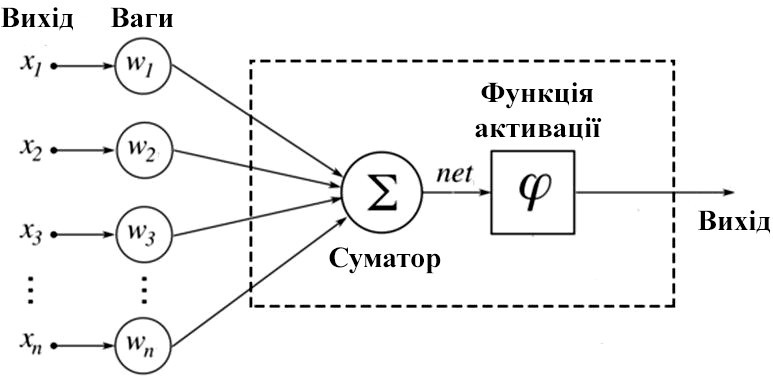 Вихід Ваги
x1 w1
Функція
активації
x2 w2
Σ net φ
x3 w3
Вихід
Суматор
⋮ ⋮
xn wn